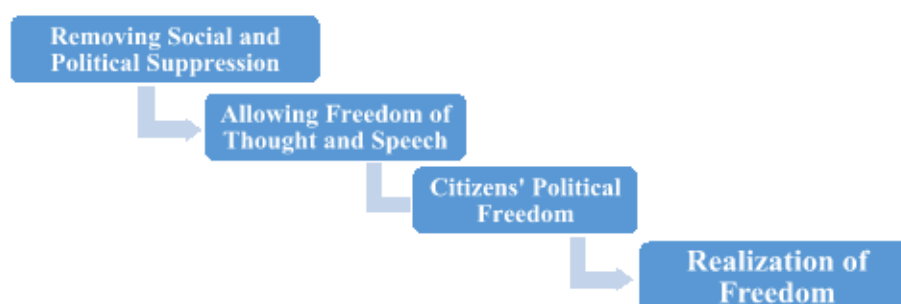 Removing Social and
Political Suppression
Allowing Freedom of
Thought and Speech
Citizens' Political
Freedom
Realization of
Freedom